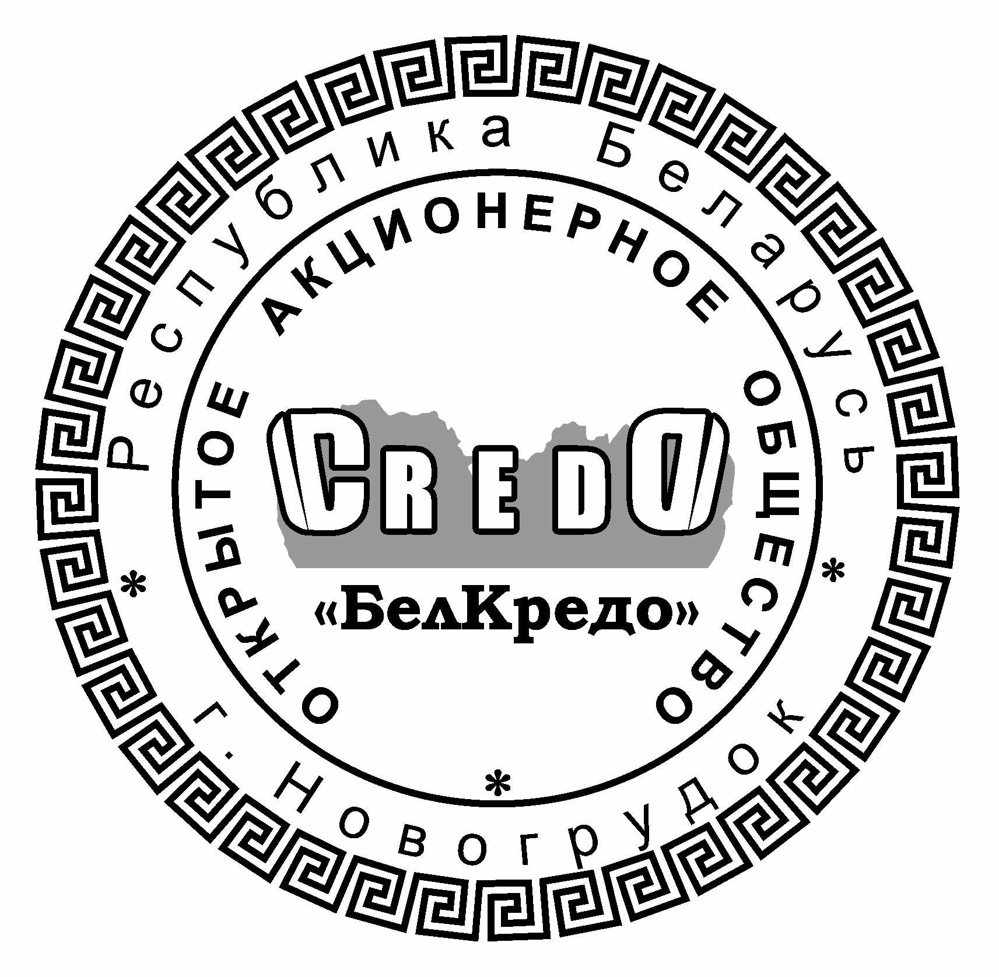 Республика Беларусь
ОТКРЫТОЕ АКЦИОНЕРНОЕ ОБЩЕСТВО
CREDO
«БелКредо»
*
* г. Новогрудок *